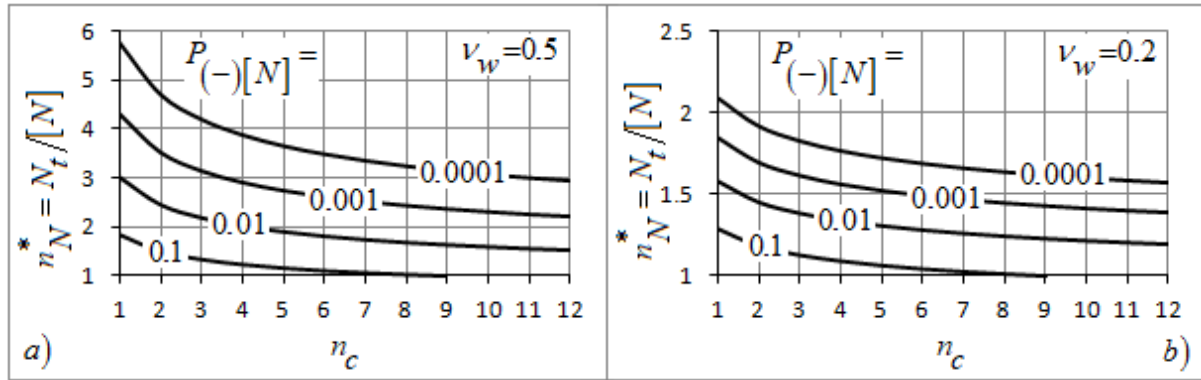 P(−)[N] =
ν_w=0.5
6
5
4
3
2
1
n*_N = N_t /[N]
0.0001
0.001
0.01
0.1
1 2 3 4 5 6 7 8 9 10 11 12
a)
n_c
P(−)[N] =
ν_w=0.2
2.5
2
1.5
1
n*_N = N_t /[N]
0.0001
0.001
0.01
0.1
1 2 3 4 5 6 7 8 9 10 11 12
n_c
b)